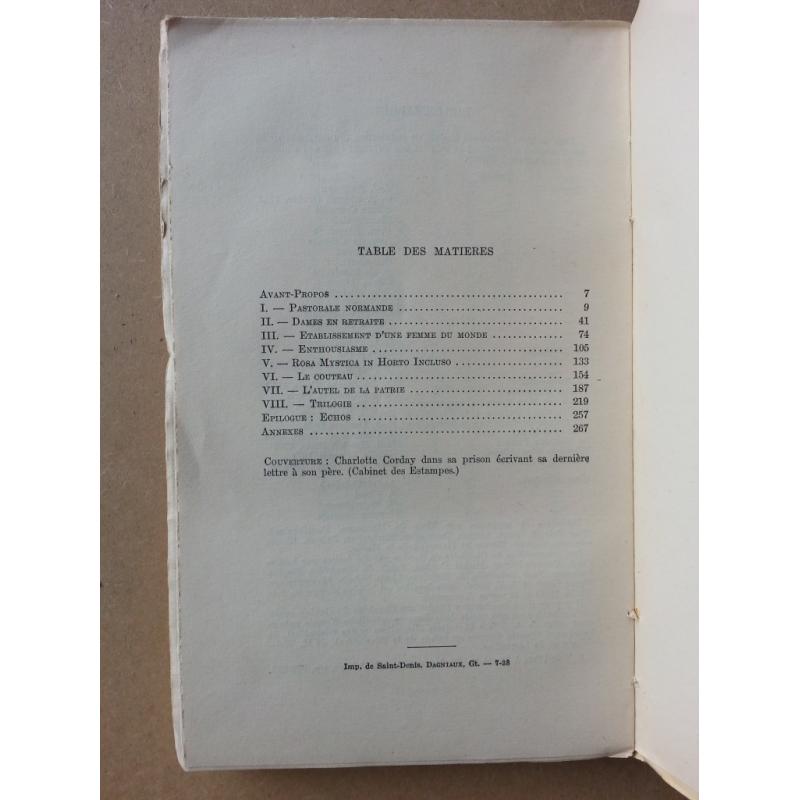 TABLE DES MATIERES
AVANT-PROPOS ........................................ 7
I. — PASTORALE NORMANDE ............................ 9
II. — DAMES EN RETRAITE .............................. 41
III. — ETABLISSEMENT D'UNE FEMME DU MONDE ............ 74
IV. — ENTHOUSIASME .................................. 105
V. — ROSA MYSTICA IN HORTO INCLUSO ................... 133
VI. — LE COUTEAU .................................... 154
VII. — L'AUTEL DE LA PATRIE ........................... 187
VIII. — TRILOGIE ..................................... 219
EPILOGUE : ECHOS ..................................... 257
ANNEXES ............................................. 267
COUVERTURE : Charlotte Corday dans sa prison écrivant sa dernière
lettre à son père. (Cabinet des Estampes.)
Imp. de Saint-Denis, DAGNIAUX, Gt. — 7-38